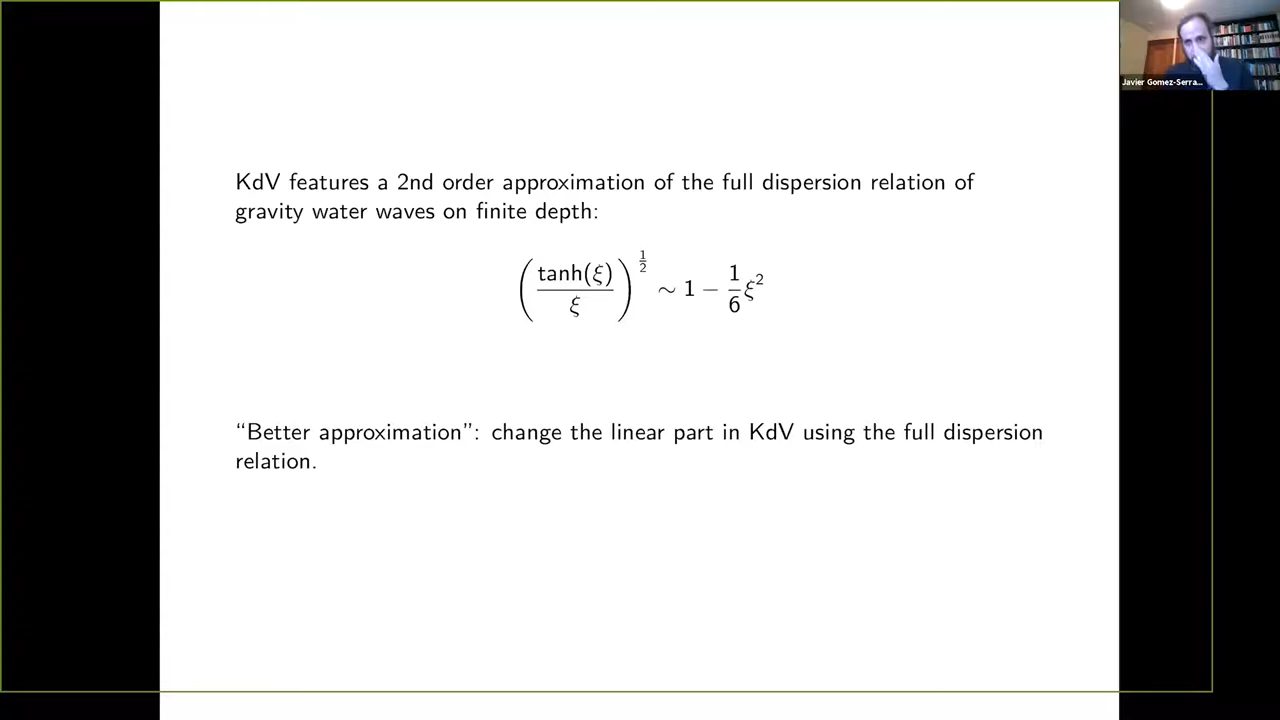 Javier Gomez-Serra...
KdV features a 2nd order approximation of the full dispersion relation of
gravity water waves on finite depth:
(tanh(ξ)/ξ)^{1/2} ∼ 1 − 1/6 ξ²
“Better approximation”: change the linear part in KdV using the full dispersion
relation.